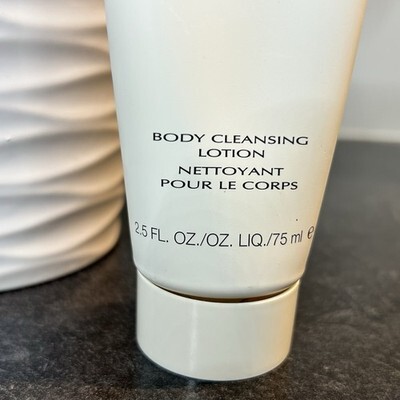 BODY CLEANSING
LOTION
NETTOYANT
POUR LE CORPS
2.5 FL. OZ./OZ. LIQ./75 ml ℮